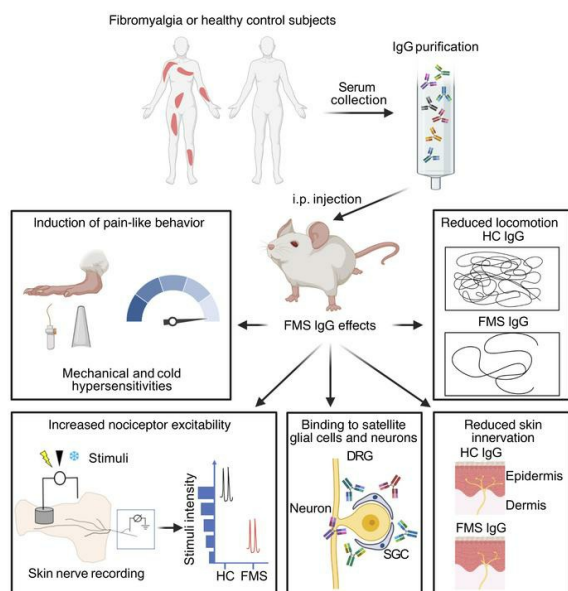 Fibromyalgia or healthy control subjects
IgG purification
Serum
collection
i.p. injection
Induction of pain-like behavior
Mechanical and cold
hypersensitivities
FMS IgG effects
Reduced locomotion
HC IgG
FMS IgG
Increased nociceptor excitability
Stimuli
Skin nerve recording
Stimuli intensity
HC
FMS
Binding to satellite
glial cells and neurons
DRG
Neuron
SGC
Reduced skin
innervation
HC IgG
Epidermis
Dermis
FMS IgG